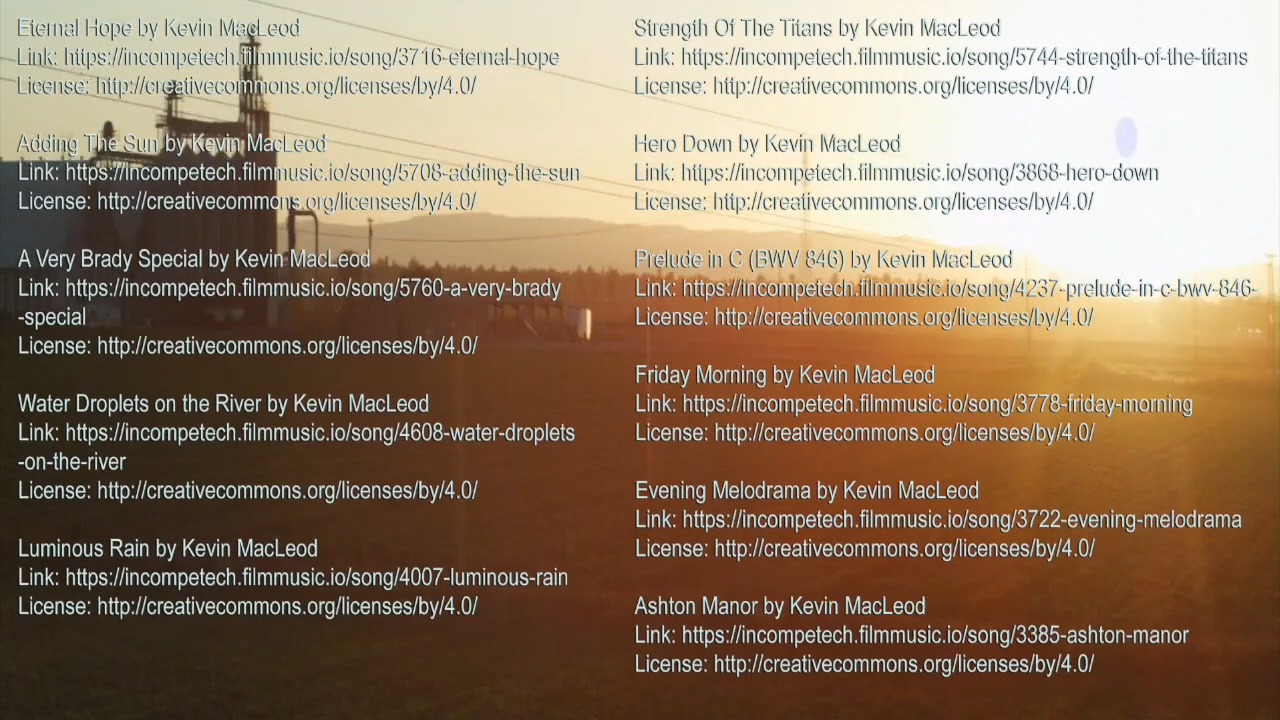 Eternal Hope by Kevin MacLeod
Link: https://incompetech.filmmusic.io/song/3716-eternal-hope
License: http://creativecommons.org/licenses/by/4.0/
Adding The Sun by Kevin MacLeod
Link: https://incompetech.filmmusic.io/song/5708-adding-the-sun
License: http://creativecommons.org/licenses/by/4.0/
A Very Brady Special by Kevin MacLeod
Link: https://incompetech.filmmusic.io/song/5760-a-very-brady
-special
License: http://creativecommons.org/licenses/by/4.0/
Water Droplets on the River by Kevin MacLeod
Link: https://incompetech.filmmusic.io/song/4608-water-droplets
-on-the-river
License: http://creativecommons.org/licenses/by/4.0/
Luminous Rain by Kevin MacLeod
Link: https://incompetech.filmmusic.io/song/4007-luminous-rain
License: http://creativecommons.org/licenses/by/4.0/
Strength Of The Titans by Kevin MacLeod
Link: https://incompetech.filmmusic.io/song/5744-strength-of-the-titans
License: http://creativecommons.org/licenses/by/4.0/
Hero Down by Kevin MacLeod
Link: https://incompetech.filmmusic.io/song/3868-hero-down
License: http://creativecommons.org/licenses/by/4.0/
Prelude in C (BWV 846) by Kevin MacLeod
Link: https://incompetech.filmmusic.io/song/4237-prelude-in-c-bwv-846-
License: http://creativecommons.org/licenses/by/4.0/
Friday Morning by Kevin MacLeod
Link: https://incompetech.filmmusic.io/song/3778-friday-morning
License: http://creativecommons.org/licenses/by/4.0/
Evening Melodrama by Kevin MacLeod
Link: https://incompetech.filmmusic.io/song/3722-evening-melodrama
License: http://creativecommons.org/licenses/by/4.0/
Ashton Manor by Kevin MacLeod
Link: https://incompetech.filmmusic.io/song/3385-ashton-manor
License: http://creativecommons.org/licenses/by/4.0/